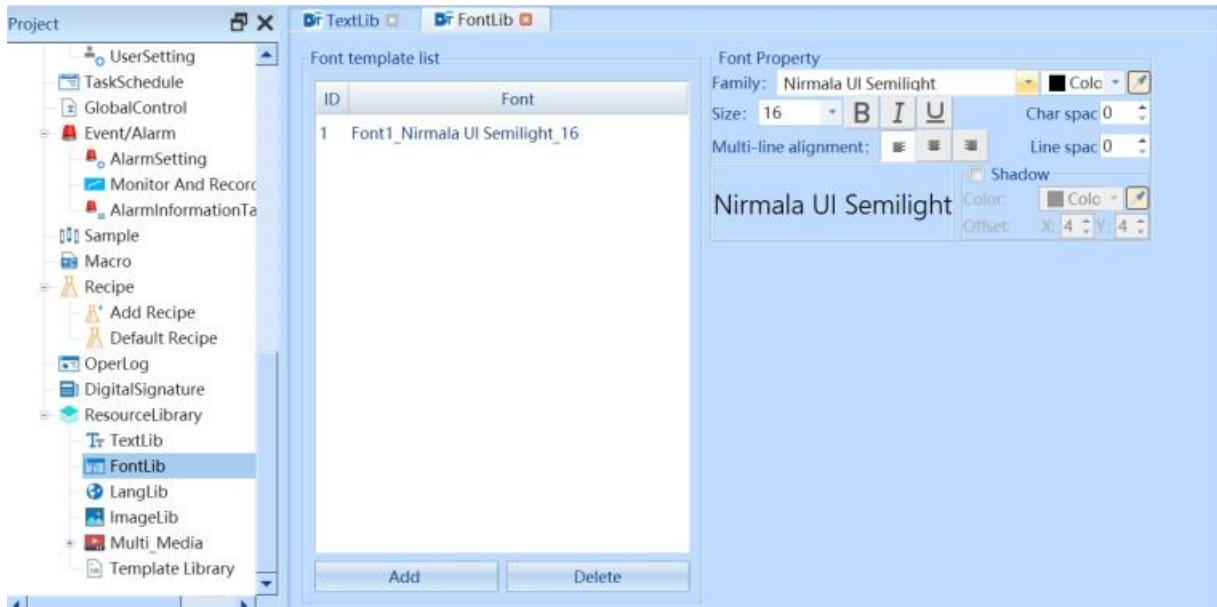 Project
UserSetting
TaskSchedule
GlobalControl
Event/Alarm
AlarmSetting
Monitor And Recor
AlarmInformationTa
Sample
Macro
Recipe
Add Recipe
Default Recipe
OperLog
DigitalSignature
ResourceLibrary
TextLib
FontLib
LangLib
ImageLib
Multi_Media
Template Library
TextLib
FontLib
Font template list
ID Font
1 Font1_Nirmala UI Semilight_16
Add Delete
Font Property
Family: Nirmala UI Semilight Colo
Size: 16 B I U Char spac 0
Multi-line alignment: Line spac 0
Nirmala UI Semilight
Shadow
Color: Colo
Offset: X: 4 Y: 4